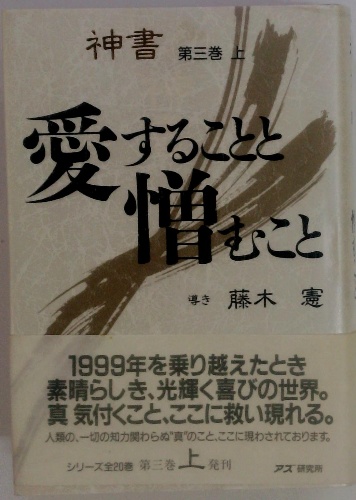 神書 第三巻 上
愛することと
憎むこと
導き 藤木 憲
1999年を乗り越えたとき
素晴らしき、光輝く喜びの世界。
真 気付くこと、ここに救い現れる。
人類の、一切の知力関わらぬ"真"のこと、ここに現わされております。
シリーズ全20巻 第三巻 上 発刊 アズ研究所